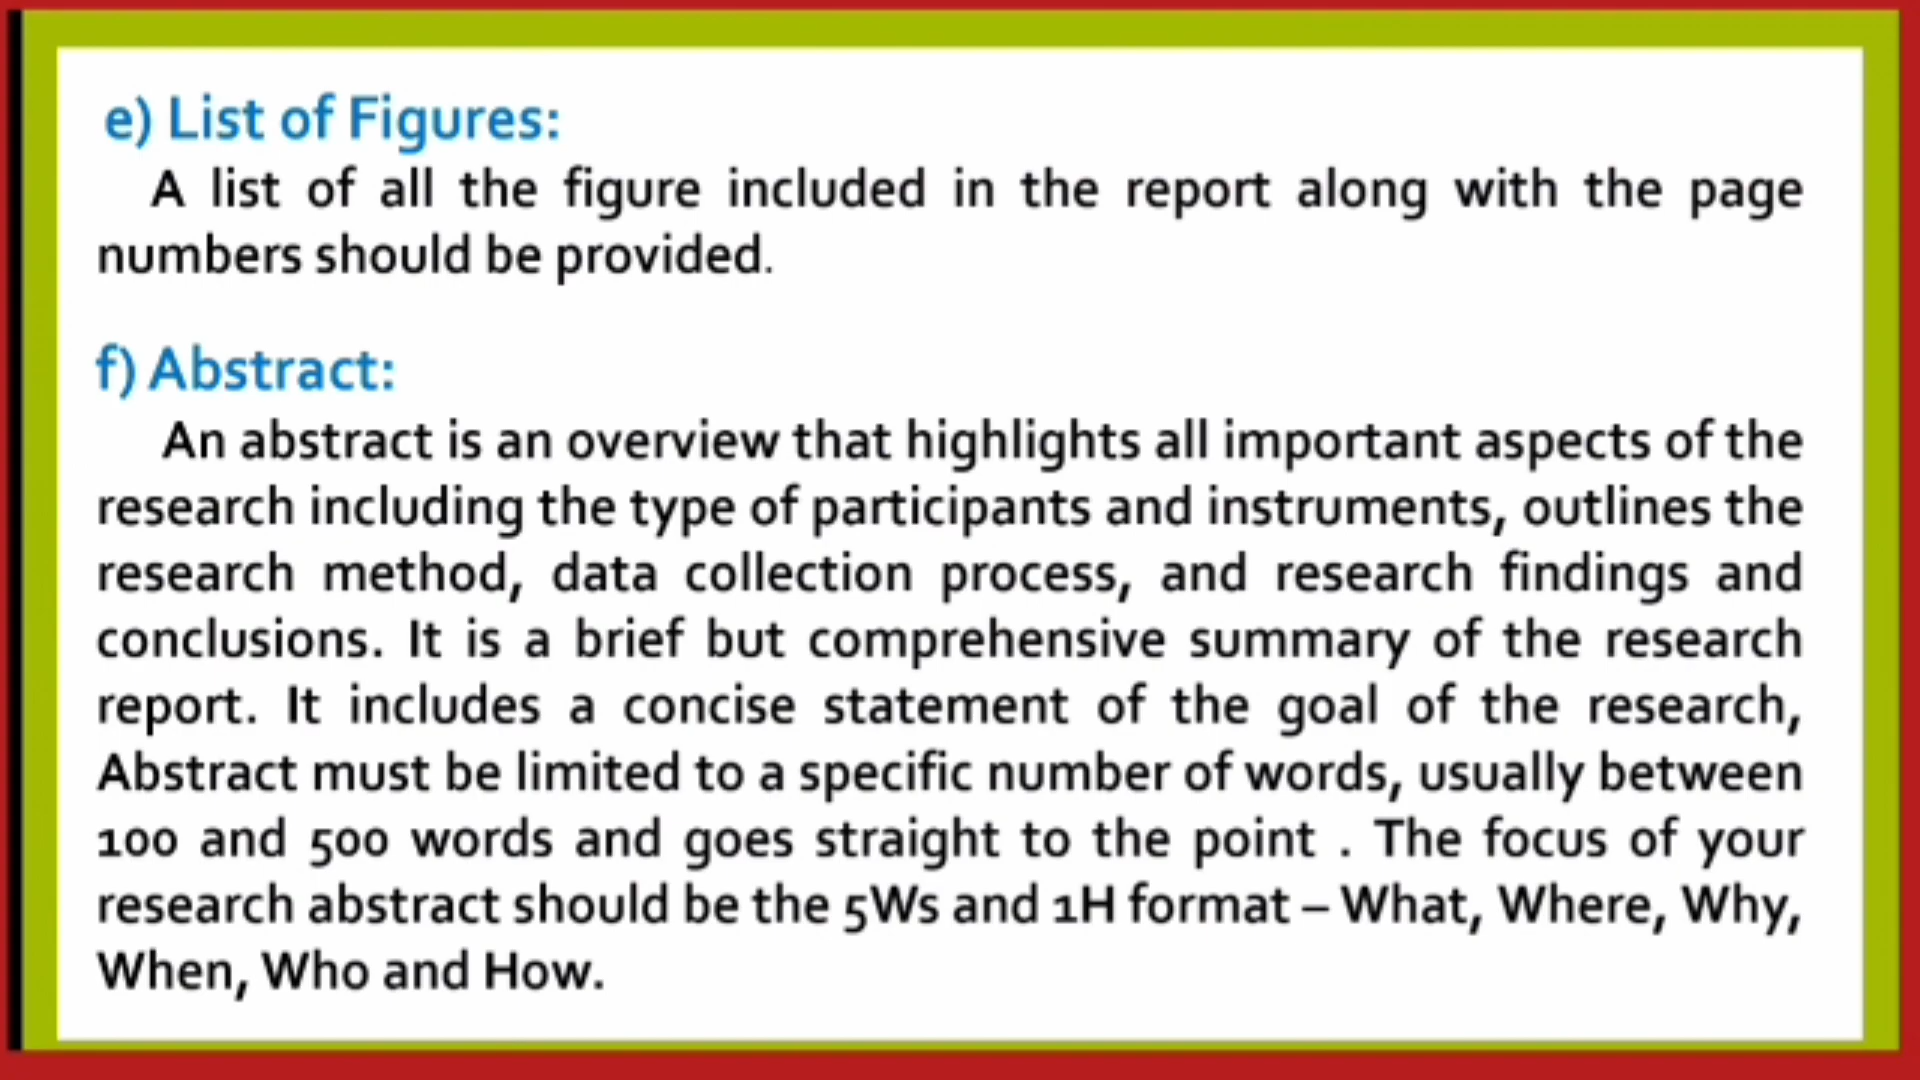 e) List of Figures:
A list of all the figure included in the report along with the page
numbers should be provided.
f) Abstract:
An abstract is an overview that highlights all important aspects of the
research including the type of participants and instruments, outlines the
research method, data collection process, and research findings and
conclusions. It is a brief but comprehensive summary of the research
report. It includes a concise statement of the goal of the research,
Abstract must be limited to a specific number of words, usually between
100 and 500 words and goes straight to the point . The focus of your
research abstract should be the 5Ws and 1H format – What, Where, Why,
When, Who and How.